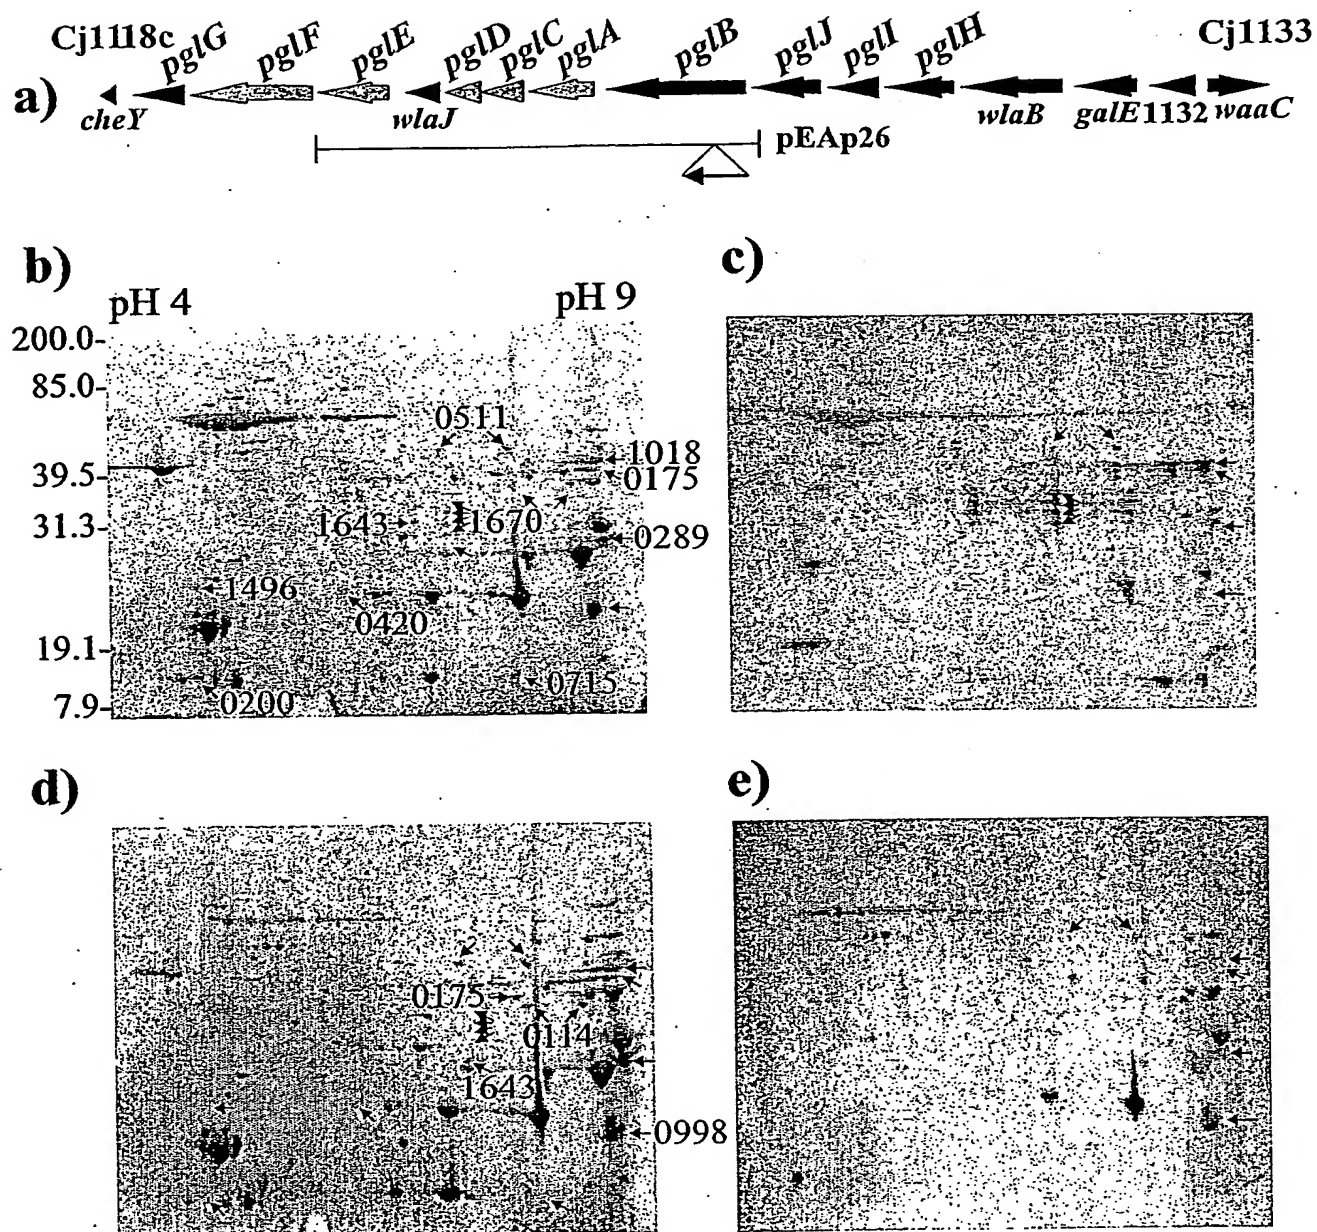 Cj1118c pglG pglF pglE pglD pglC pglA pglB pglJ pglI pglH Cj1133
a)
cheY wlaJ wlaB galE 1132 waaC
pEAp26
b) c)
pH 4 pH 9
200.0-
85.0-
0511
1018
39.5-
0175
1643 1670
31.3-
0289
1496
0420
19.1-
0715
0200
7.9-
d) e)
0175
0114
1643
0998